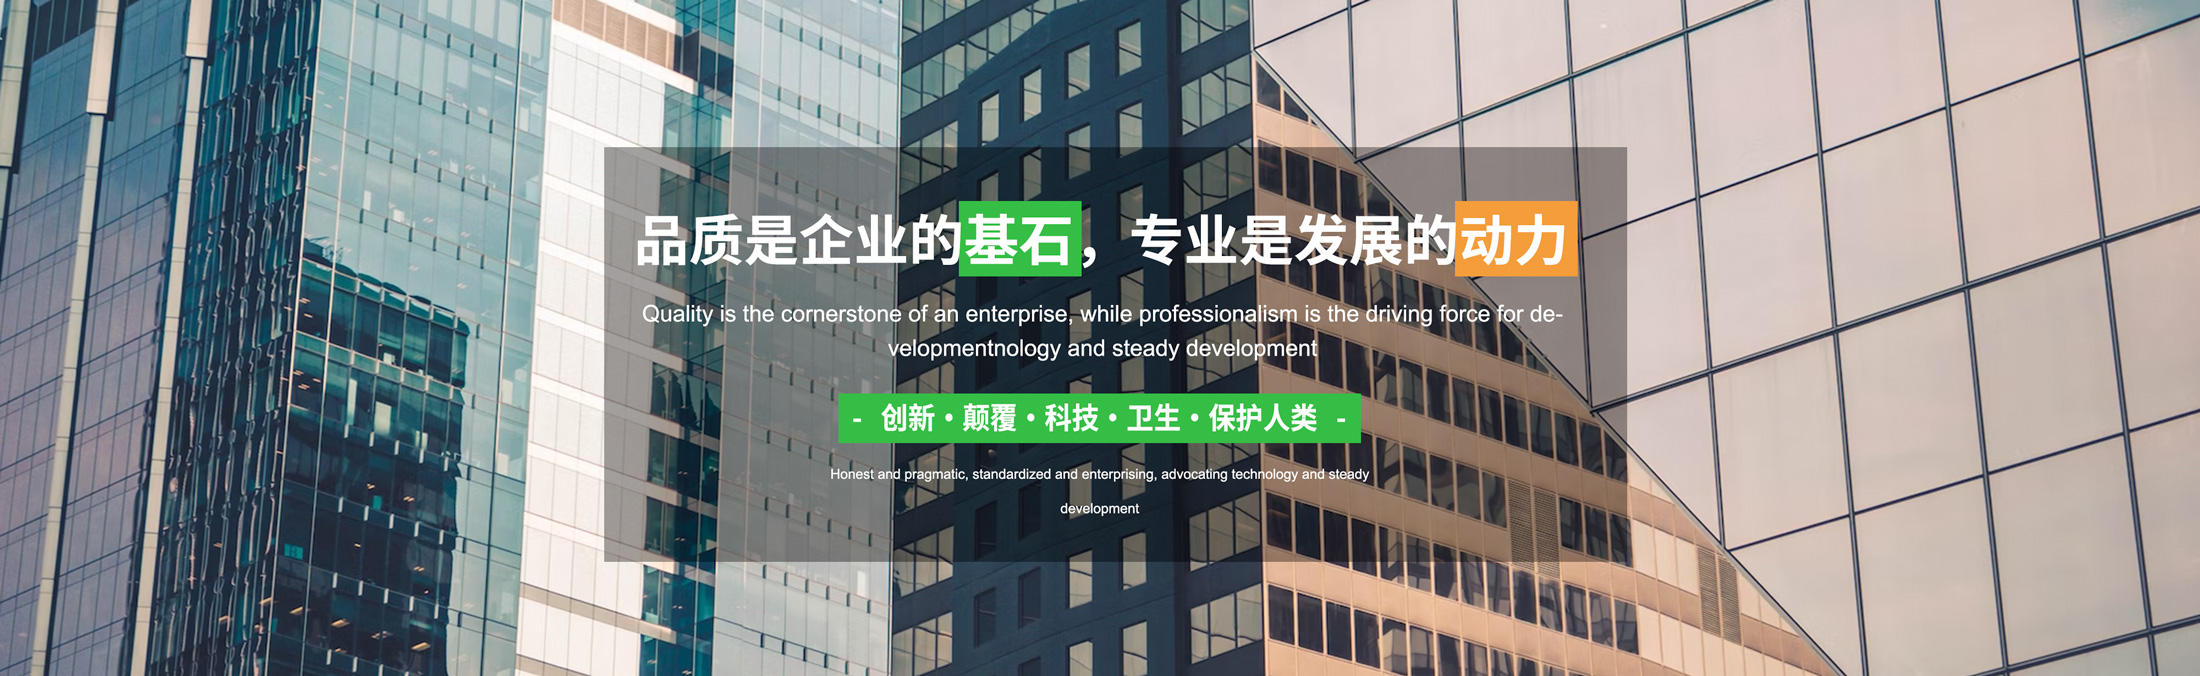 品质是企业的基石，专业是发展的动力
Quality is the cornerstone of an enterprise, while professionalism is the driving force for de-
velopmentnology and steady development
- 创新·颠覆·科技·卫生·保护人类 -
Honest and pragmatic, standardized and enterprising, advocating technology and steady
development